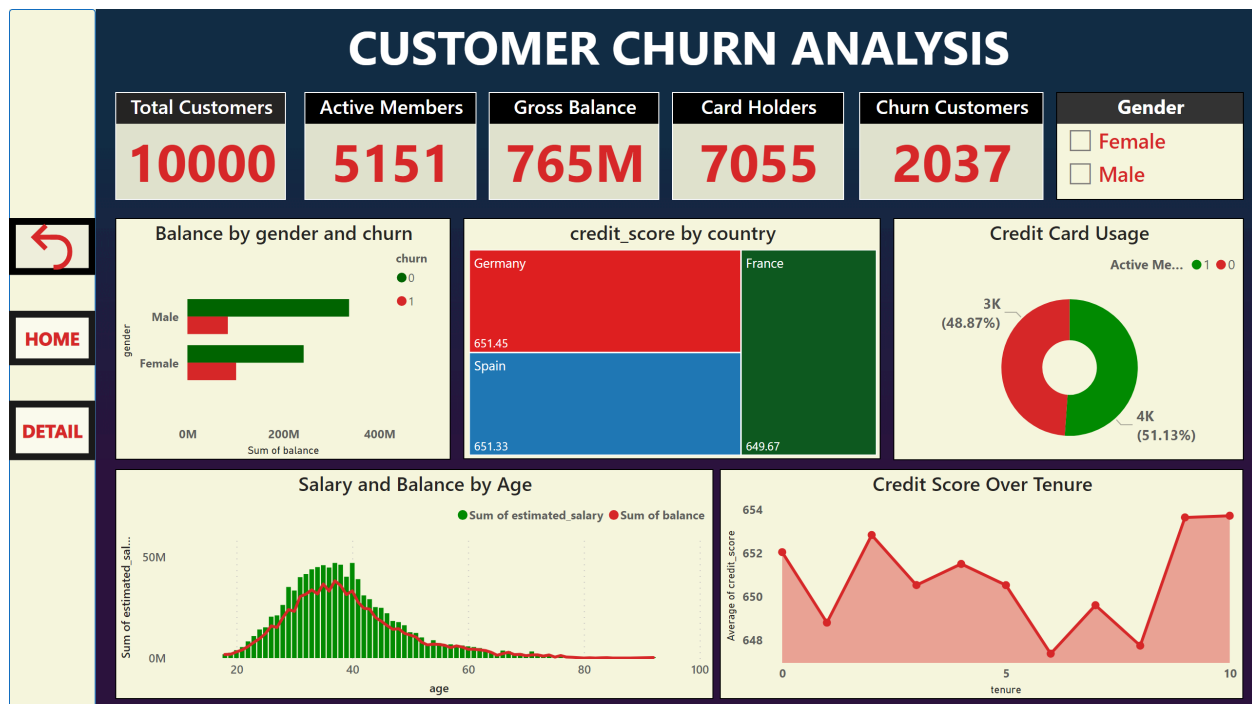 CUSTOMER CHURN ANALYSIS
Total Customers
10000
Active Members
5151
Gross Balance
765M
Card Holders
7055
Churn Customers
2037
Gender
Female
Male
HOME
DETAIL
Balance by gender and churn
churn
0
1
gender
Male
Female
0M 200M 400M
Sum of balance
credit_score by country
Germany
651.45
Spain
651.33
France
649.67
Credit Card Usage
Active Me... 1 0
3K
(48.87%)
4K
(51.13%)
Salary and Balance by Age
Sum of estimated_salary Sum of balance
Sum of estimated_sal...
50M
0M
20 40 60 80 100
age
Credit Score Over Tenure
Average of credit_score
654
652
650
648
0 5 10
tenure